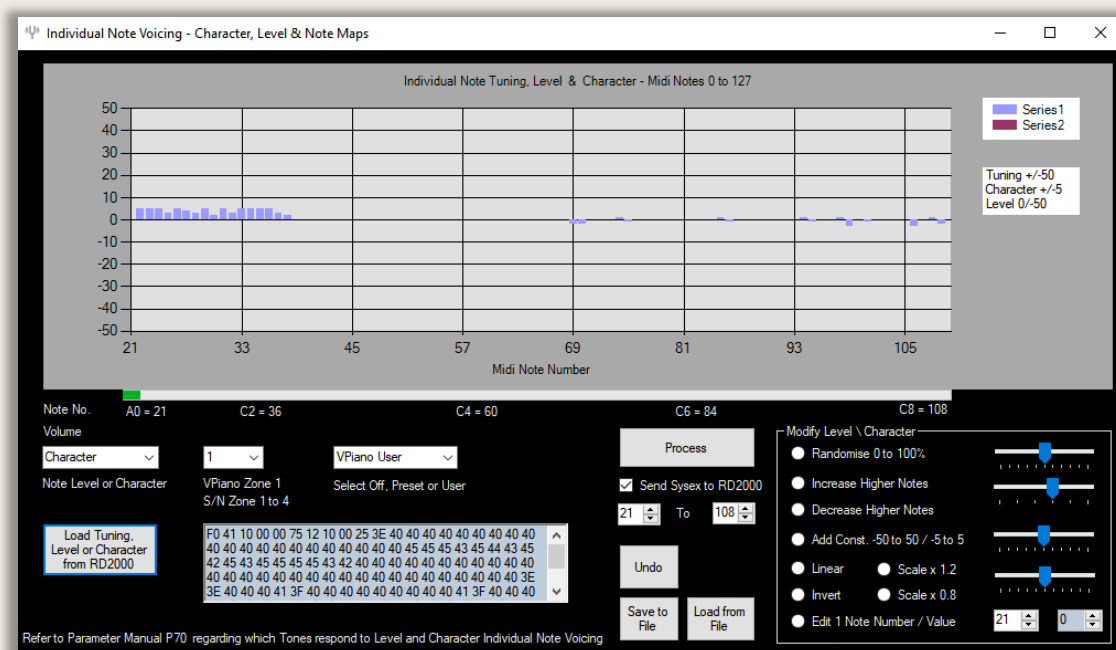 Individual Note Voicing - Character, Level & Note Maps
Individual Note Tuning, Level & Character - Midi Notes 0 to 127
50
40
30
20
10
0
-10
-20
-30
-40
-50
21 33 45 57 69 81 93 105
Midi Note Number
Series1
Series2
Tuning +/-50
Character +/-5
Level 0/-50
Note No. A0 = 21 C2 = 36 C4 = 60 C6 = 84 C8 = 108
Volume
Character
Note Level or Character
1
VPiano Zone 1
S/N Zone 1 to 4
VPiano User
Select Off, Preset or User
Load Tuning,
Level or Character
from RD2000
F0 41 10 00 00 75 12 10 00 25 3E 40 40 40 40 40 40 40 40
40 40 40 40 40 40 40 40 40 40 40 40 45 45 45 43 45 44 43 45
42 45 43 45 45 45 45 43 42 40 40 40 40 40 40 40 40 40 40 40
40 40 40 40 40 40 40 40 40 40 40 40 40 40 40 40 40 40 40 3E
3E 40 40 40 41 3F 40 40 40 40 40 40 40 40 40 41 3F 40 40 40
Process
Send Sysex to RD2000
21 To 108
Undo
Save to
File
Load from
File
Modify Level \ Character
Randomise 0 to 100%
Increase Higher Notes
Decrease Higher Notes
Add Const. -50 to 50 / -5 to 5
Linear Scale x 1.2
Invert Scale x 0.8
Edit 1 Note Number / Value 21 0
Refer to Parameter Manual P70 regarding which Tones respond to Level and Character Individual Note Voicing